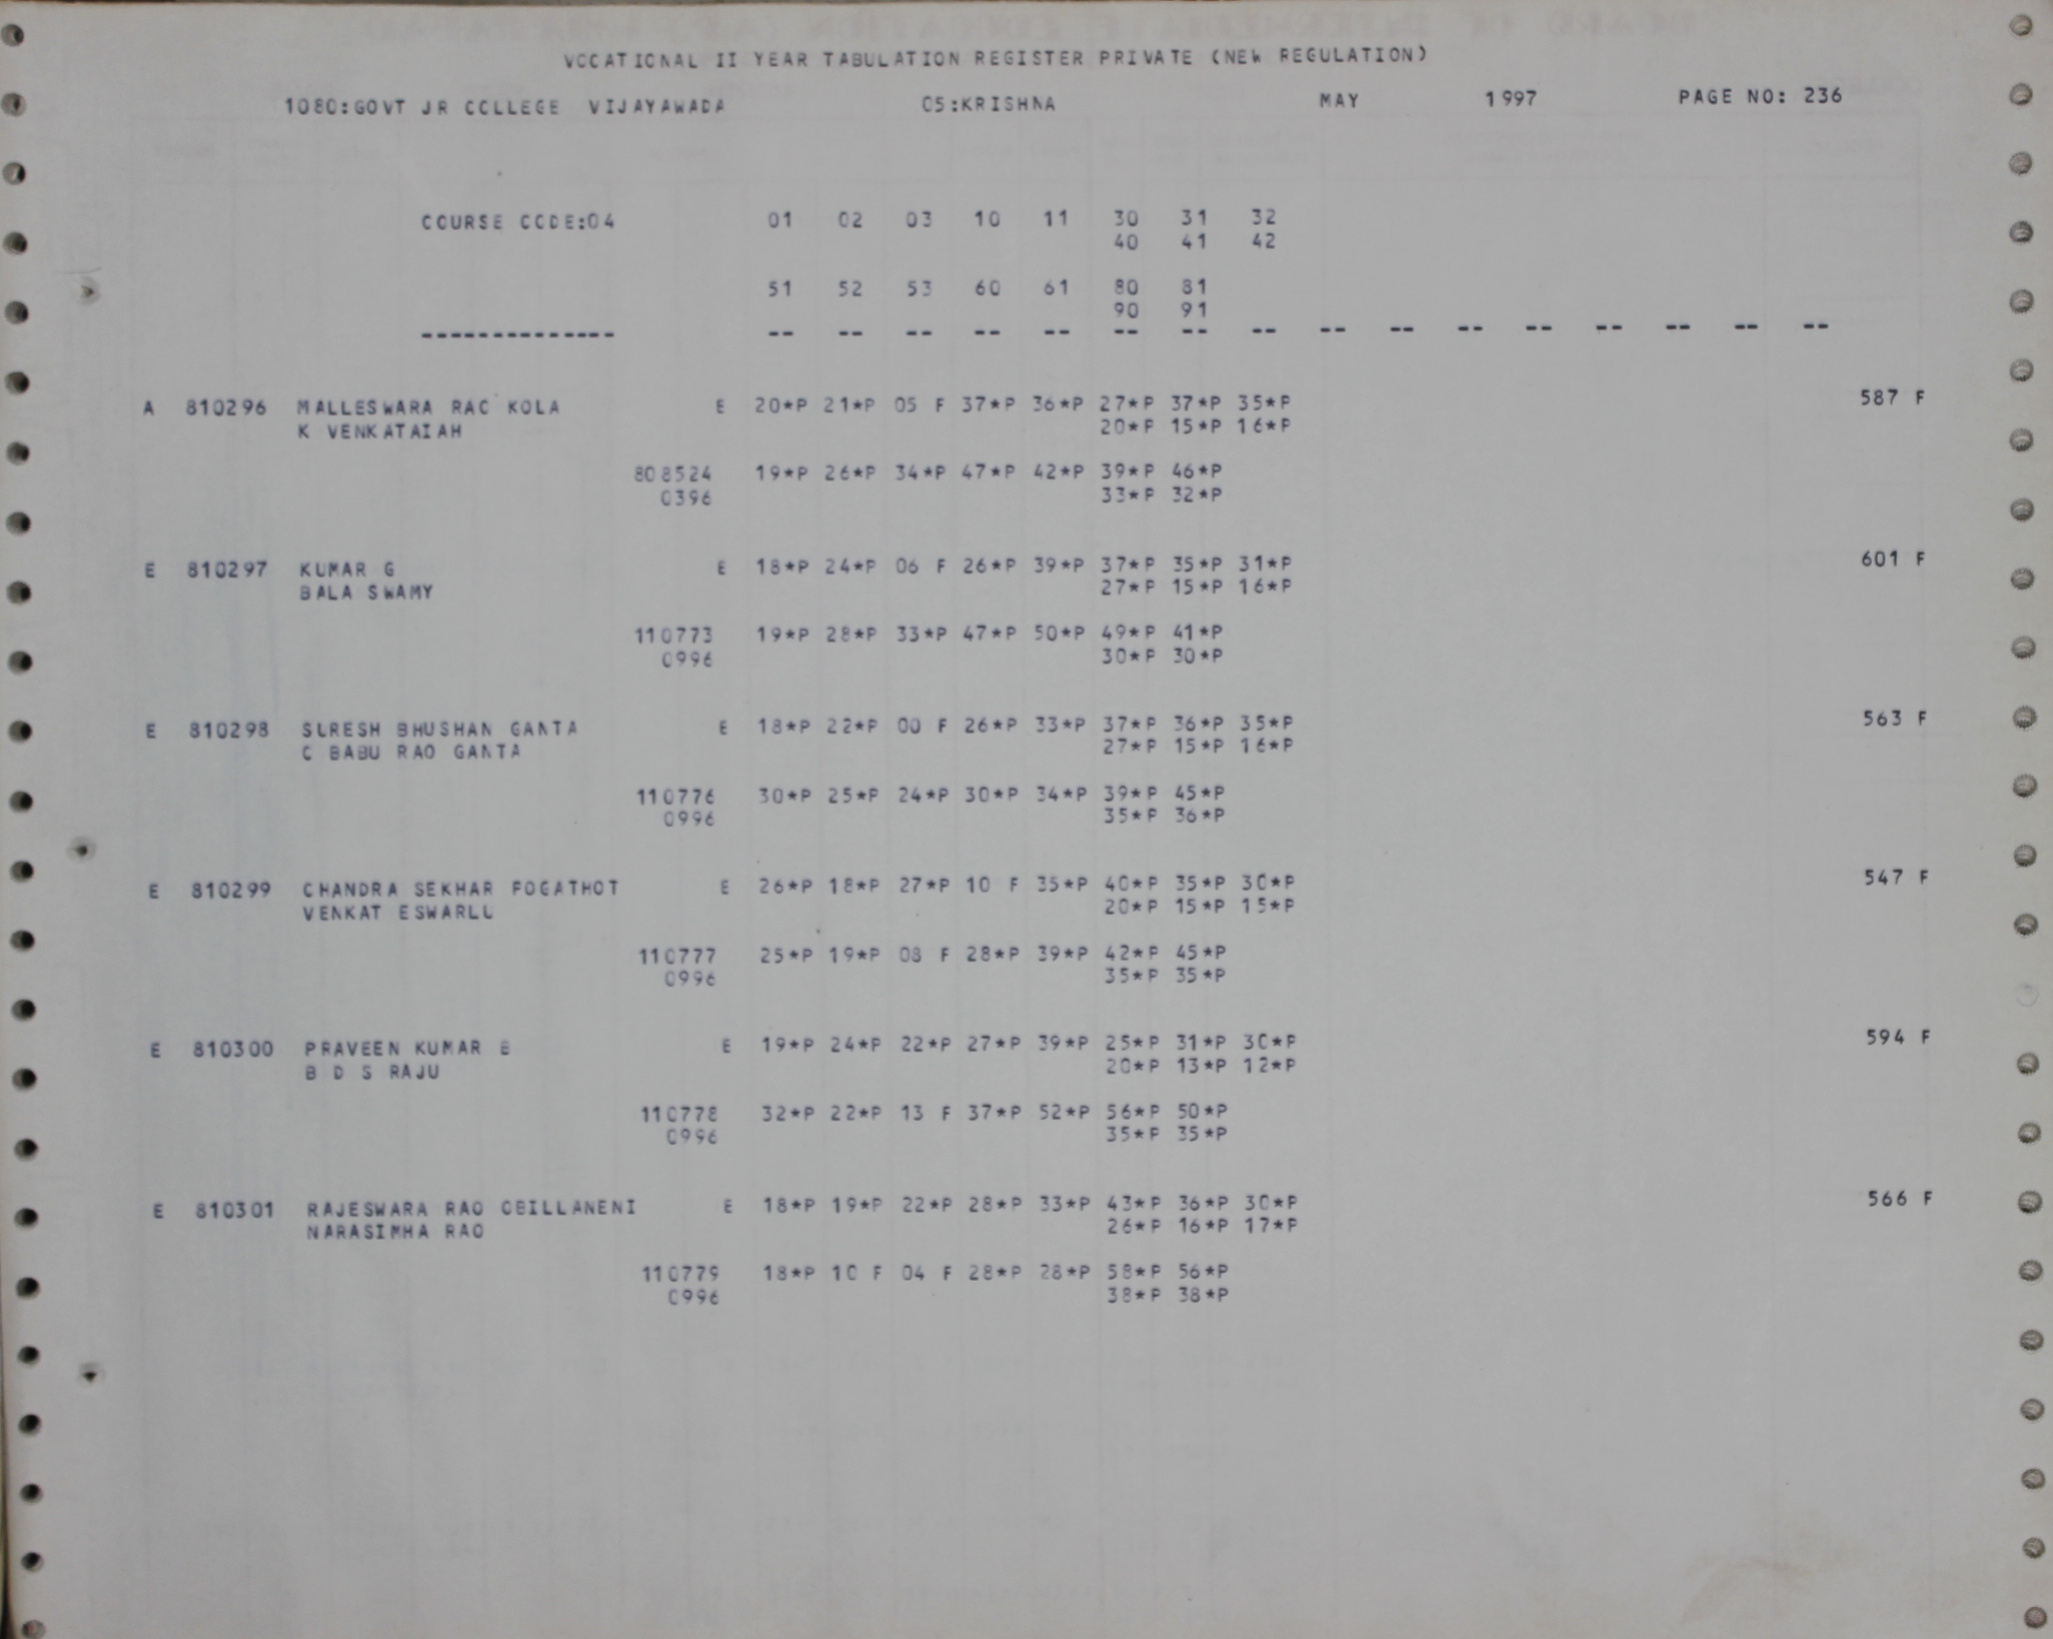 VOCATIONAL II YEAR TABULATION REGISTER PRIVATE (NEW REGULATION)
1080:GOVT JR COLLEGE VIJAYAWADA 05:KRISHNA MAY 1997 PAGE NO: 236
COURSE CODE:04 01 02 03 10 11 30 31 32
40 41 42
51 52 53 60 61 80 81
90 91
-------------- -- -- -- -- -- -- -- -- -- -- -- -- -- -- -- --
A 810296 MALLESWARA RAO KOLA E 20*P 21*P 05 F 37*P 36*P 27*P 37*P 35*P 587 F
K VENKATAIAH 20*P 15*P 16*P
808524 19*P 26*P 34*P 47*P 42*P 39*P 46*P
0396 33*P 32*P
E 810297 KUMAR G E 18*P 24*P 06 F 26*P 39*P 37*P 35*P 31*P 601 F
BALA SWAMY 27*P 15*P 16*P
110773 19*P 28*P 33*P 47*P 50*P 49*P 41*P
0996 30*P 30*P
E 810298 SURESH BHUSHAN GANTA E 18*P 22*P 00 F 26*P 33*P 37*P 36*P 35*P 563 F
C BABU RAO GANTA 27*P 15*P 16*P
110776 30*P 25*P 24*P 30*P 34*P 39*P 45*P
0996 35*P 36*P
E 810299 CHANDRA SEKHAR POGATHOT E 26*P 18*P 27*P 10 F 35*P 40*P 35*P 30*P 547 F
VENKAT ESWARLU 20*P 15*P 15*P
110777 25*P 19*P 08 F 28*P 39*P 42*P 45*P
0996 35*P 35*P
E 810300 PRAVEEN KUMAR B E 19*P 24*P 22*P 27*P 39*P 25*P 31*P 30*P 594 F
B D S RAJU 20*P 13*P 12*P
110778 32*P 22*P 13 F 37*P 52*P 56*P 50*P
0996 35*P 35*P
E 810301 RAJESWARA RAO OBILLANENI E 18*P 19*P 22*P 28*P 33*P 43*P 36*P 30*P 566 F
NARASIMHA RAO 26*P 16*P 17*P
110779 18*P 10 F 04 F 28*P 28*P 58*P 56*P
0996 38*P 38*P